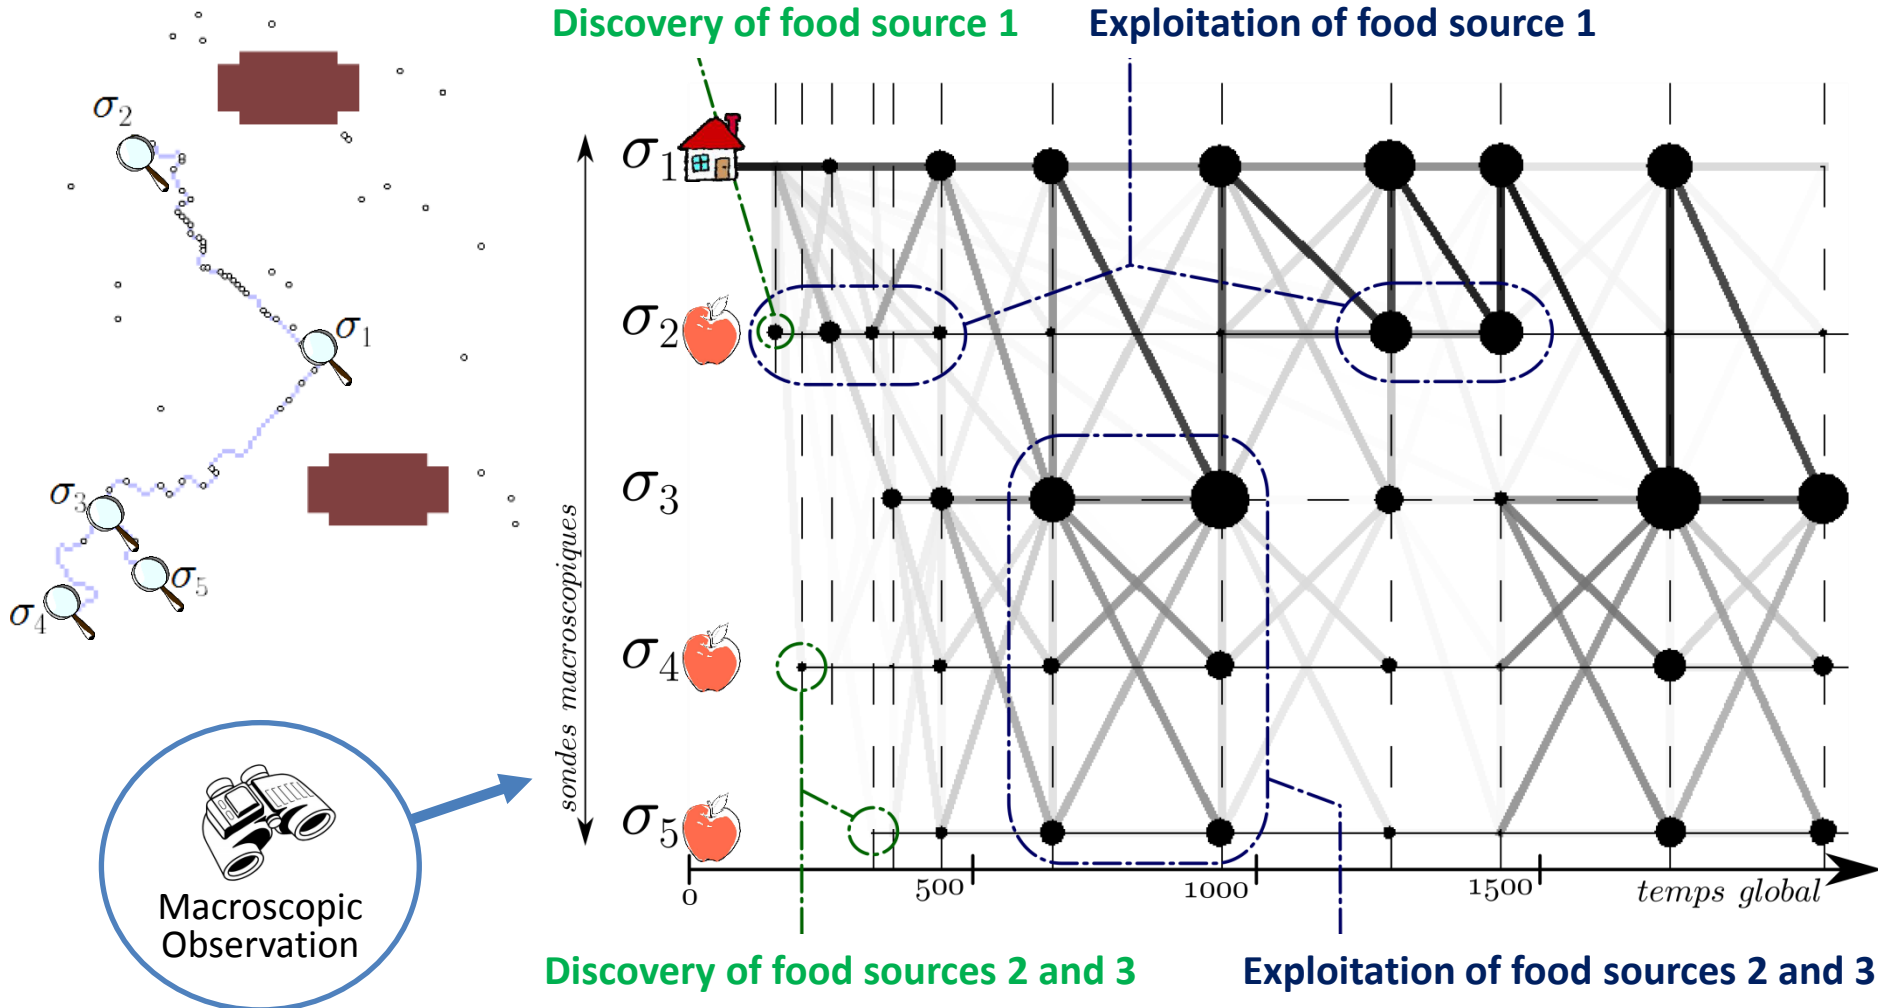 Discovery of food source 1
Exploitation of food source 1
σ2
σ1
σ3
σ5
σ4
σ1
σ2
σ3
σ4
σ5
sondes macroscopiques
0
500
1000
1500
temps global
Macroscopic
Observation
Discovery of food sources 2 and 3
Exploitation of food sources 2 and 3